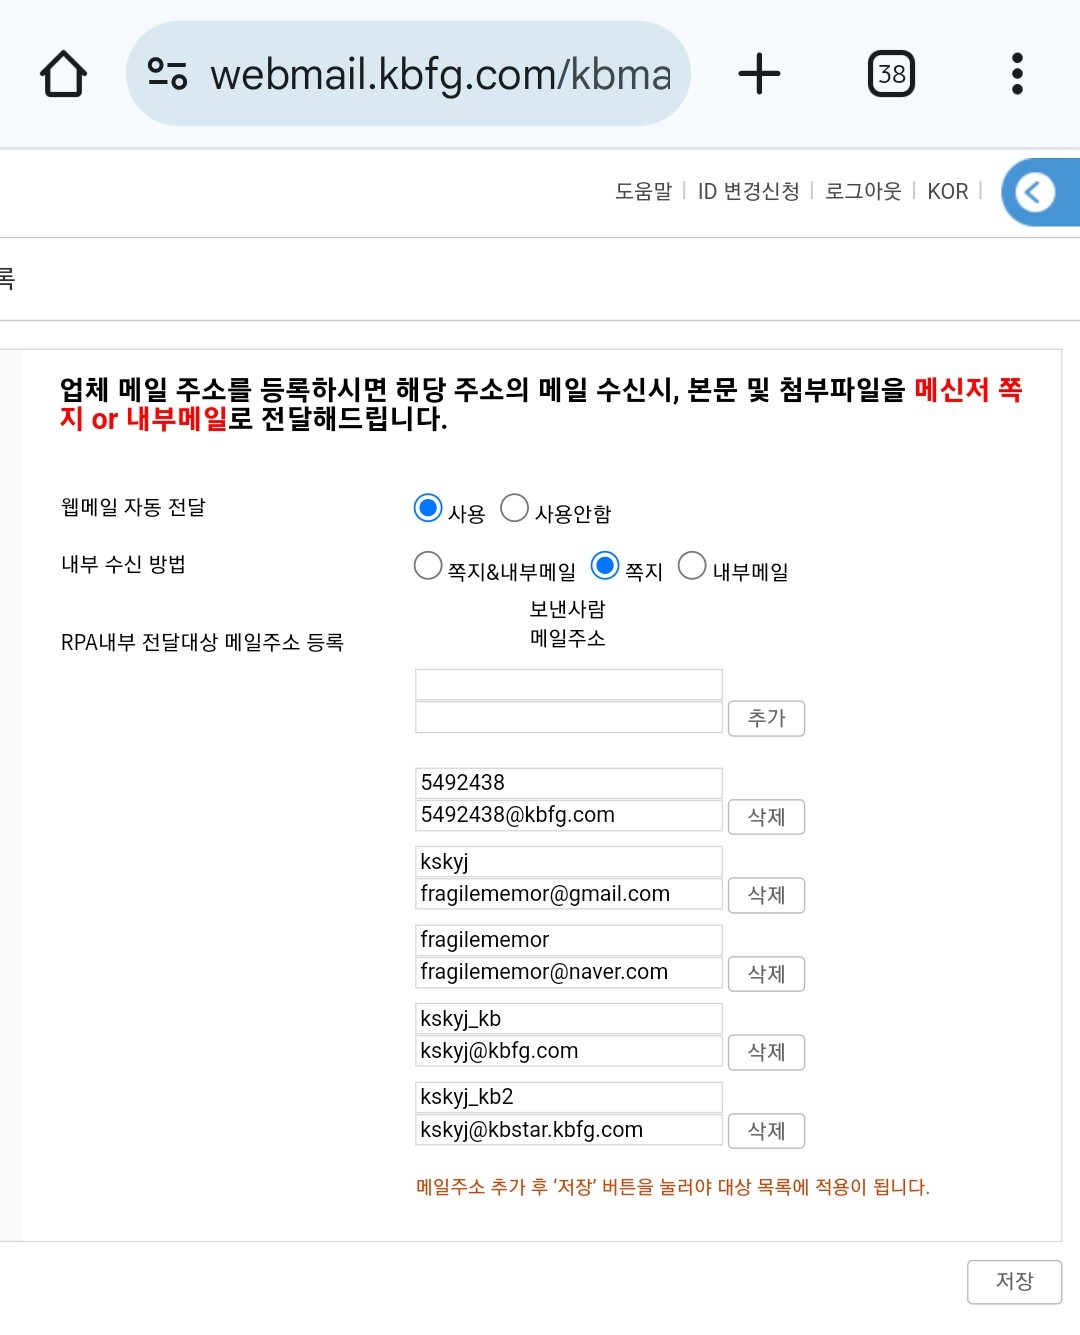 webmail.kbfg.com/kbma
38
도움말 | ID 변경신청 | 로그아웃 | KOR |
록
업체 메일 주소를 등록하시면 해당 주소의 메일 수신시, 본문 및 첨부파일을 메신저 쪽
지 or 내부메일로 전달해드립니다.
웹메일 자동 전달 사용 사용안함
내부 수신 방법 쪽지&내부메일 쪽지 내부메일
보낸사람
메일주소
RPA내부 전달대상 메일주소 등록
추가
5492438
5492438@kbfg.com 삭제
kskyj
fragilememor@gmail.com 삭제
fragilememor
fragilememor@naver.com 삭제
kskyj_kb
kskyj@kbfg.com 삭제
kskyj_kb2
kskyj@kbstar.kbfg.com 삭제
메일주소 추가 후 ‘저장’ 버튼을 눌러야 대상 목록에 적용이 됩니다.
저장